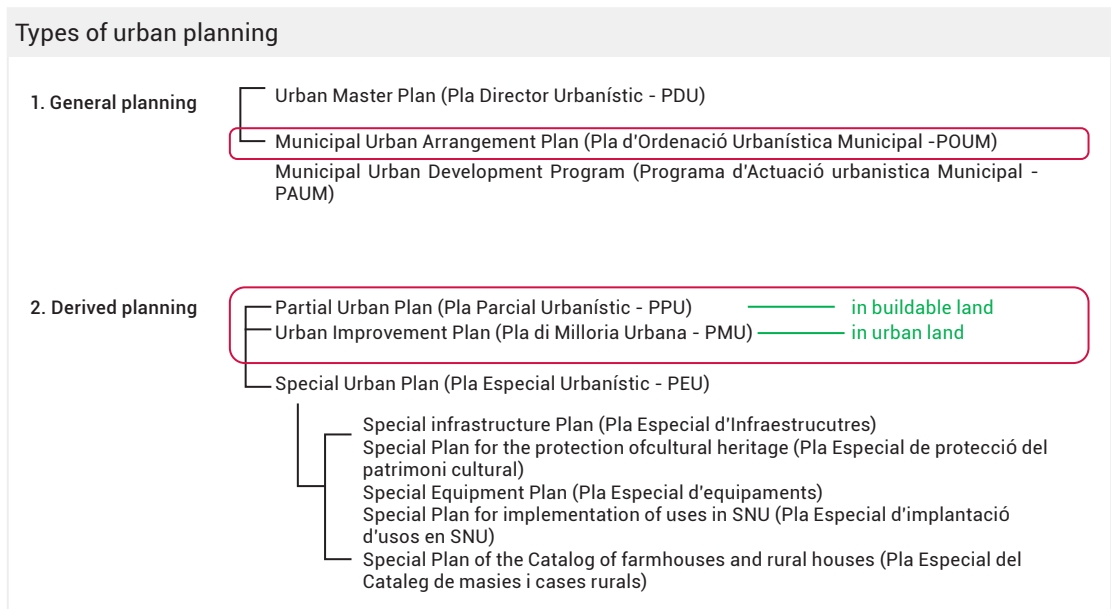 Types of urban planning
1. General planning
Urban Master Plan (Pla Director Urbanístic - PDU)
Municipal Urban Arrangement Plan (Pla d'Ordenació Urbanística Municipal -POUM)
Municipal Urban Development Program (Programa d'Actuació urbanistica Municipal -
PAUM)
2. Derived planning
Partial Urban Plan (Pla Parcial Urbanístic - PPU) in buildable land
Urban Improvement Plan (Pla di Milloria Urbana - PMU) in urban land
Special Urban Plan (Pla Especial Urbanístic - PEU)
Special infrastructure Plan (Pla Especial d'Infraestrucutres)
Special Plan for the protection ofcultural heritage (Pla Especial de protecció del
patrimoni cultural)
Special Equipment Plan (Pla Especial d'equipaments)
Special Plan for implementation of uses in SNU (Pla Especial d'implantació
d'usos en SNU)
Special Plan of the Catalog of farmhouses and rural houses (Pla Especial del
Cataleg de masies i cases rurals)